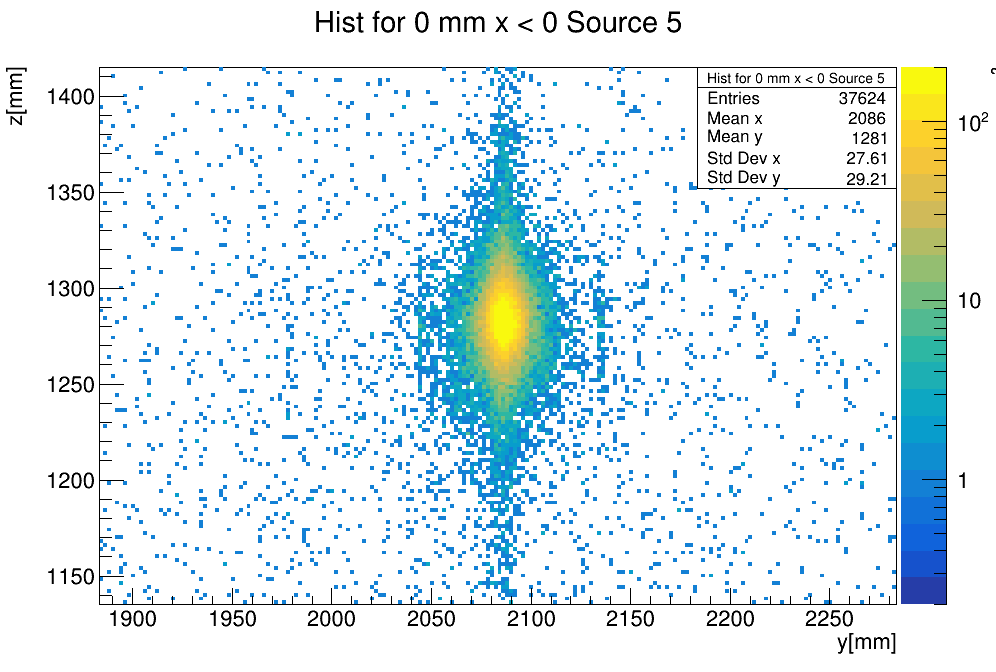 Hist for 0 mm x < 0 Source 5
z[mm]
Hist for 0 mm x < 0 Source 5
Entries 37624
Mean x 2086
Mean y 1281
Std Dev x 27.61
Std Dev y 29.21
1400
1350
1300
1250
1200
1150
10²
10
1
1900 1950 2000 2050 2100 2150 2200 2250
y[mm]